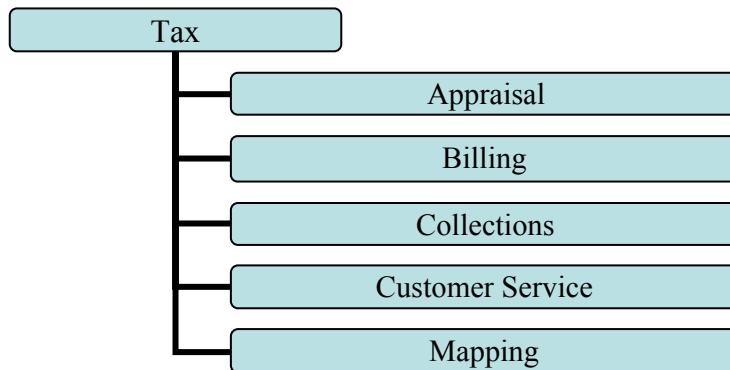 Tax
Appraisal
Billing
Collections
Customer Service
Mapping